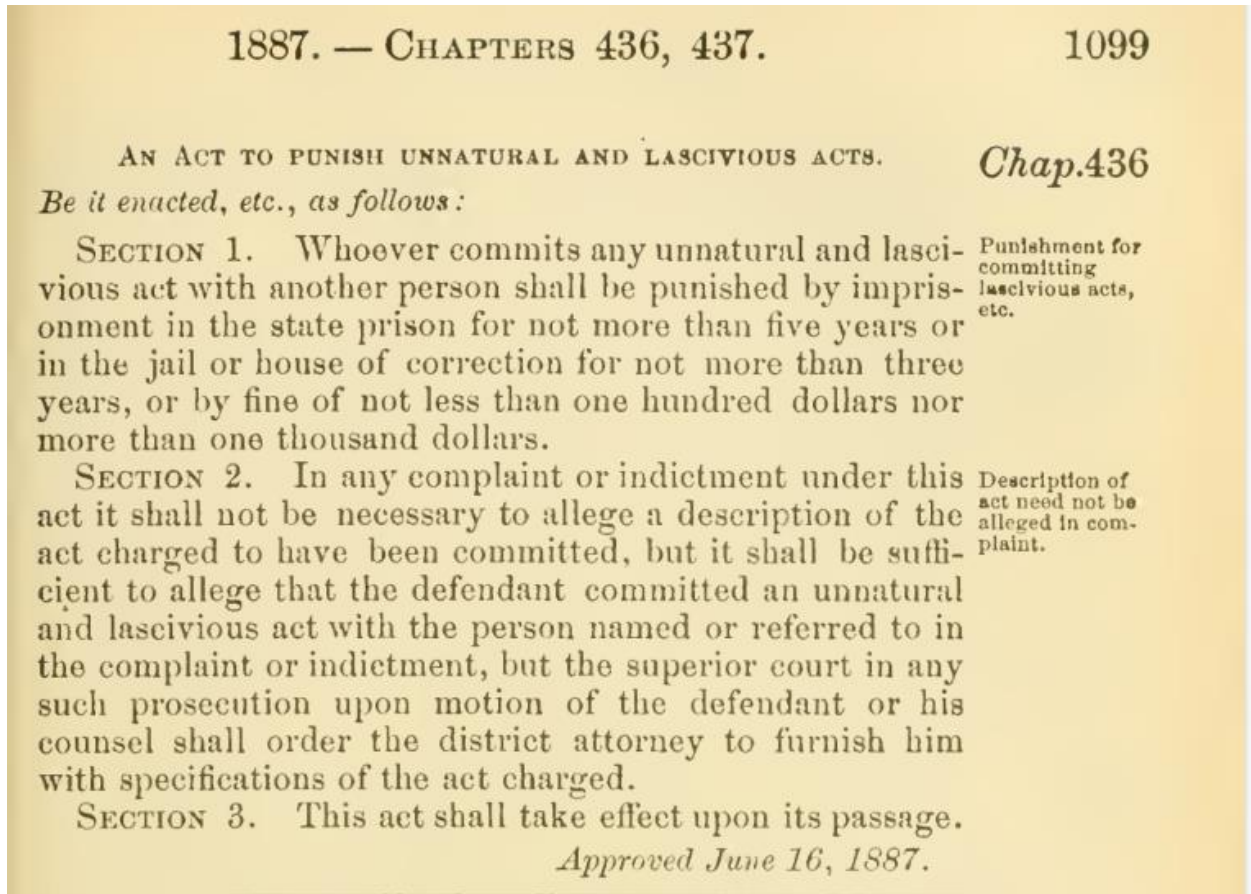 1887. — CHAPTERS 436, 437. 1099
AN ACT TO PUNISH UNNATURAL AND LASCIVIOUS ACTS. Chap.436
Be it enacted, etc., as follows:
SECTION 1. Whoever commits any unnatural and lasci-
vious act with another person shall be punished by impris-
onment in the state prison for not more than five years or
in the jail or house of correction for not more than three
years, or by fine of not less than one hundred dollars nor
more than one thousand dollars.
Punishment for
committing
lascivious acts,
etc.
SECTION 2. In any complaint or indictment under this
act it shall not be necessary to allege a description of the
act charged to have been committed, but it shall be suffi-
cient to allege that the defendant committed an unnatural
and lascivious act with the person named or referred to in
the complaint or indictment, but the superior court in any
such prosecution upon motion of the defendant or his
counsel shall order the district attorney to furnish him
with specifications of the act charged.
Description of
act need not be
alleged in com-
plaint.
SECTION 3. This act shall take effect upon its passage.
Approved June 16, 1887.